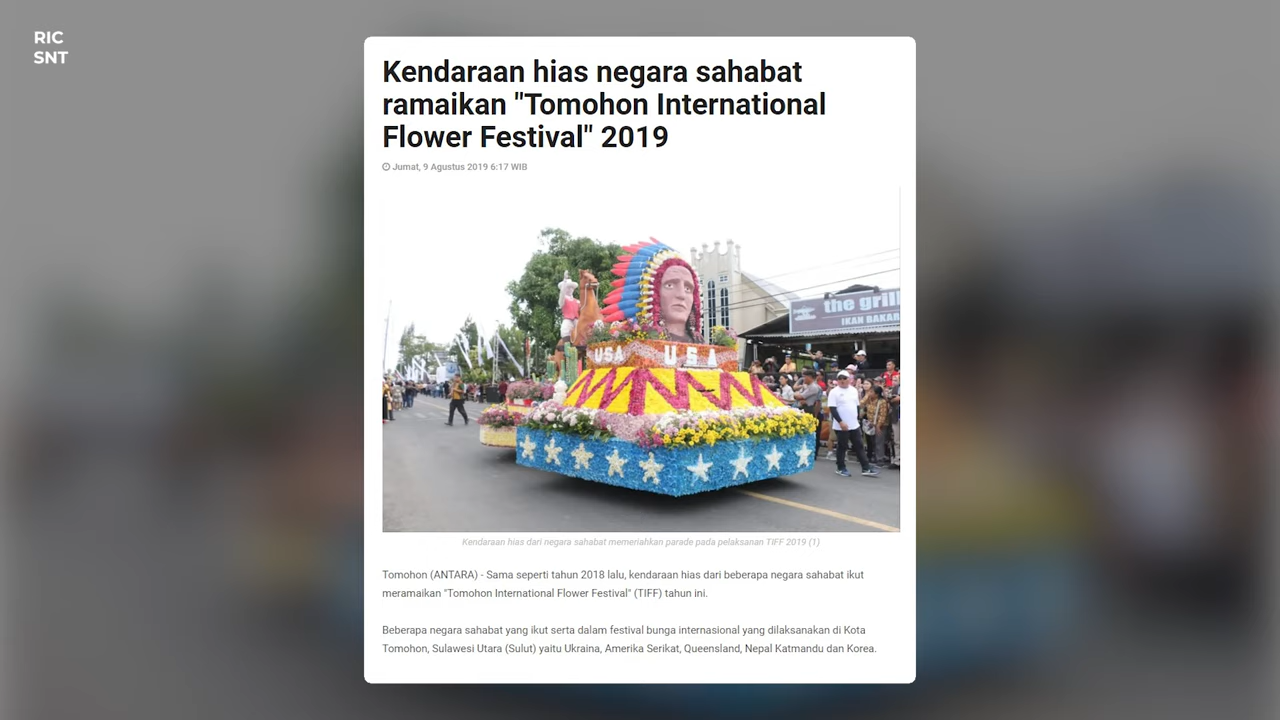 RIC
SNT
Kendaraan hias negara sahabat
ramaikan "Tomohon International
Flower Festival" 2019
Jumat, 9 Agustus 2019 6:17 WIB
the grill
IKAN BAKAR
USA
USA
Kendaraan hias dari negara sahabat memeriahkan parade pada pelaksanan TIFF 2019 (1)
Tomohon (ANTARA) - Sama seperti tahun 2018 lalu, kendaraan hias dari beberapa negara sahabat ikut
meramaikan "Tomohon International Flower Festival" (TIFF) tahun ini.
Beberapa negara sahabat yang ikut serta dalam festival bunga internasional yang dilaksanakan di Kota
Tomohon, Sulawesi Utara (Sulut) yaitu Ukraina, Amerika Serikat, Queensland, Nepal Katmandu dan Korea.